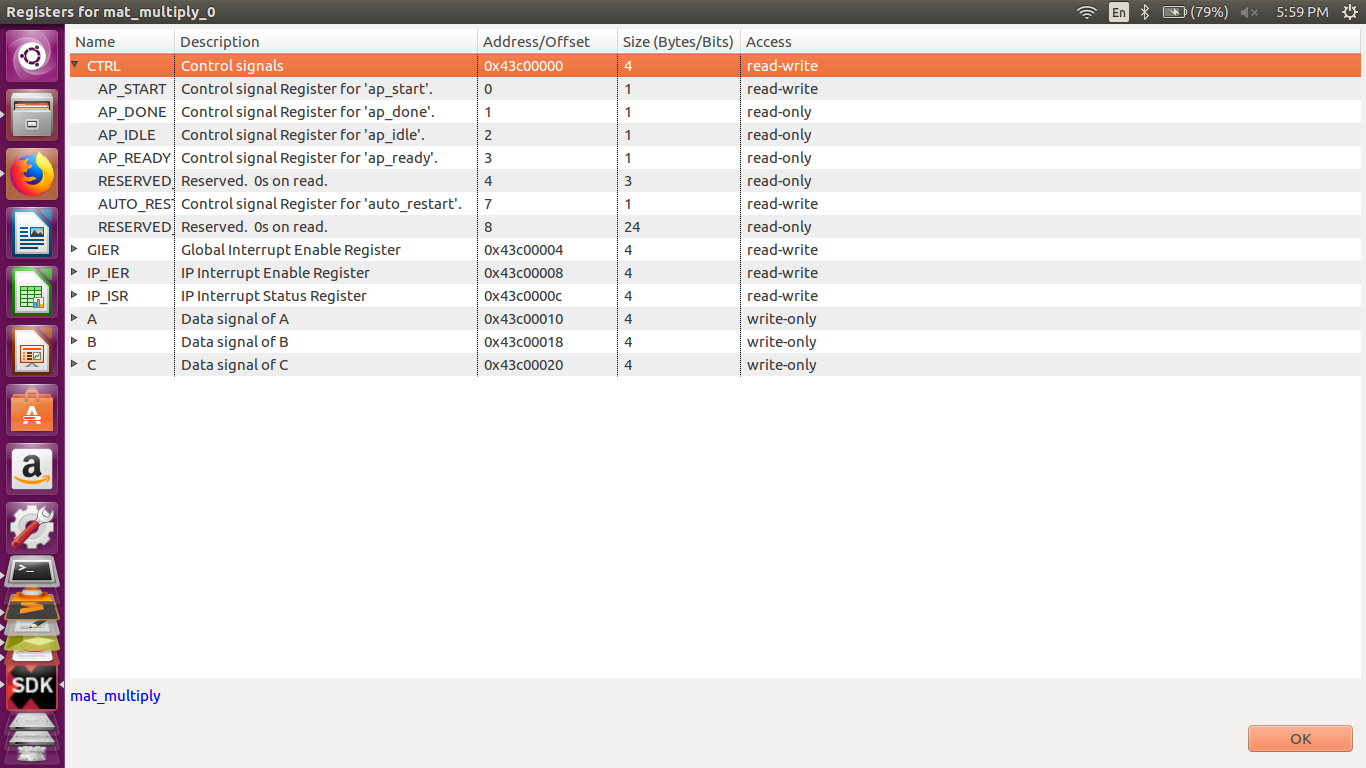 Registers for mat_multiply_0 En (79%) 5:59 PM
Name Description Address/Offset Size (Bytes/Bits) Access
CTRL Control signals 0x43c00000 4 read-write
AP_START Control signal Register for 'ap_start'. 0 1 read-write
AP_DONE Control signal Register for 'ap_done'. 1 1 read-only
AP_IDLE Control signal Register for 'ap_idle'. 2 1 read-only
AP_READY Control signal Register for 'ap_ready'. 3 1 read-only
RESERVED_ Reserved.  0s on read. 4 3 read-only
AUTO_REST Control signal Register for 'auto_restart'. 7 1 read-write
RESERVED_ Reserved.  0s on read. 8 24 read-only
GIER Global Interrupt Enable Register 0x43c00004 4 read-write
IP_IER IP Interrupt Enable Register 0x43c00008 4 read-write
IP_ISR IP Interrupt Status Register 0x43c0000c 4 read-write
A Data signal of A 0x43c00010 4 write-only
B Data signal of B 0x43c00018 4 write-only
C Data signal of C 0x43c00020 4 write-only
A
a
>_
SDK
mat_multiply
OK